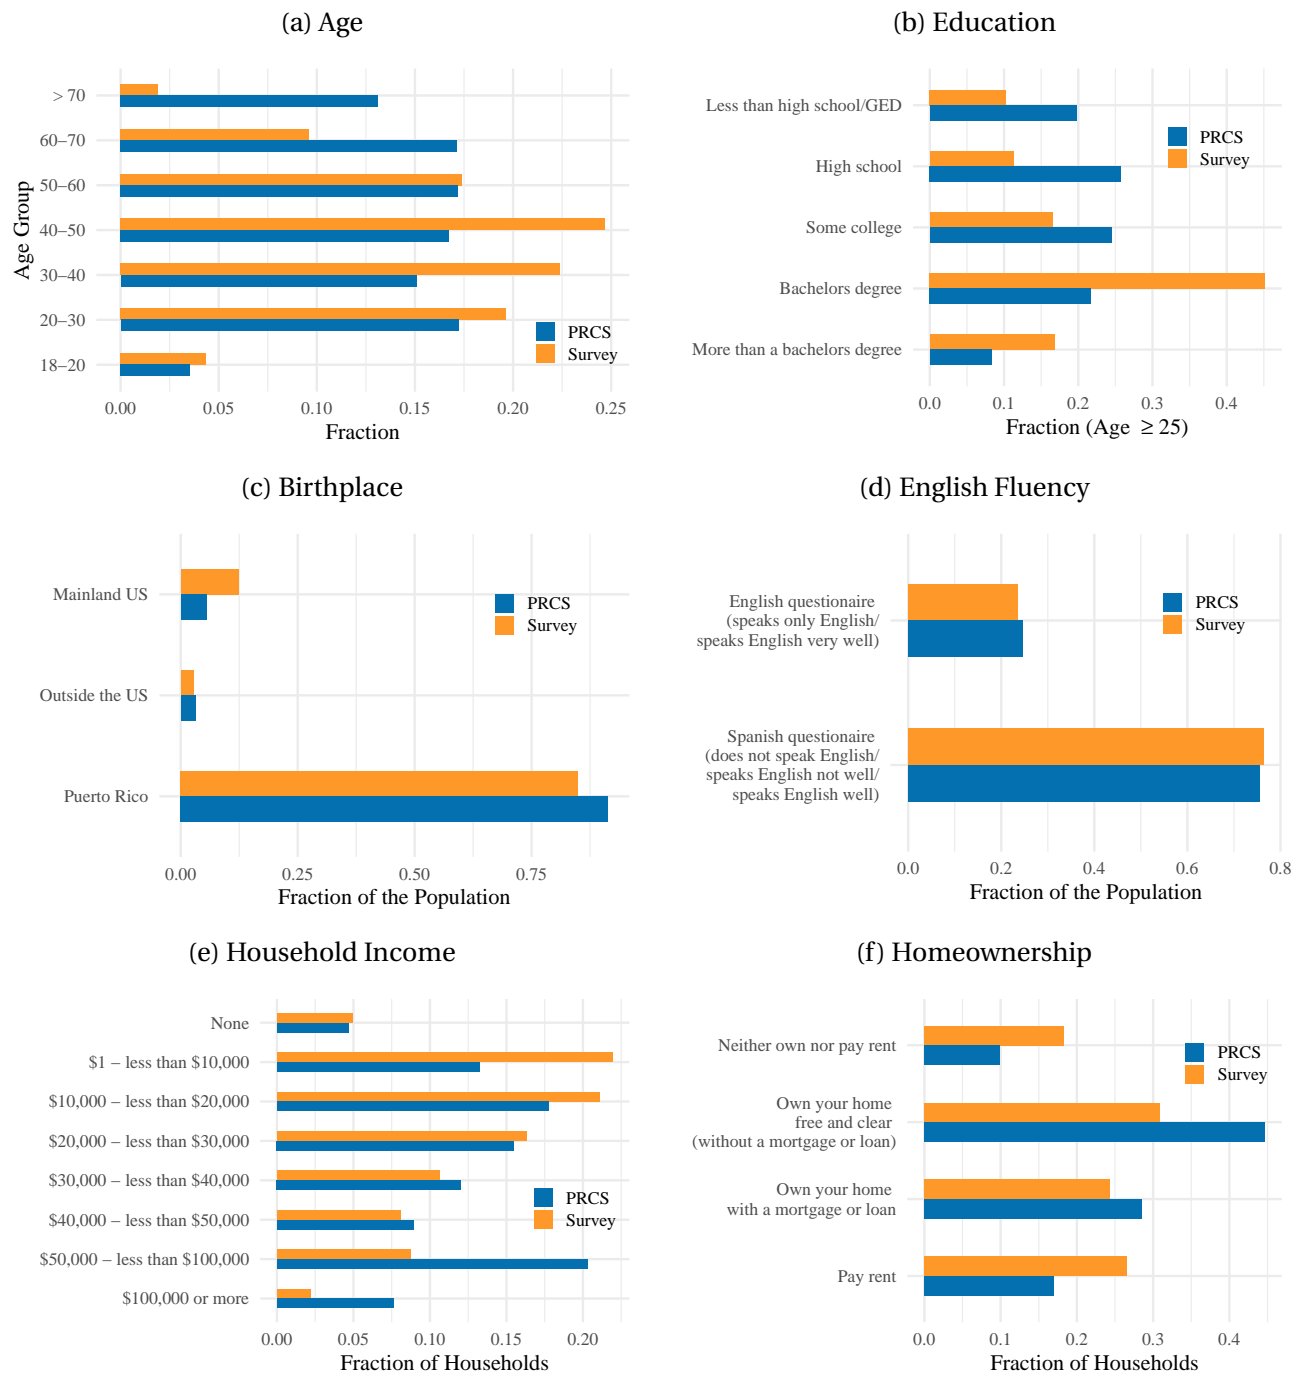 (a) Age
> 70
60–70
50–60
40–50
30–40
20–30
18–20
Age Group
PRCS
Survey
0.00 0.05 0.10 0.15 0.20 0.25
Fraction
(b) Education
Less than high school/GED
High school
Some college
Bachelors degree
More than a bachelors degree
PRCS
Survey
0.0 0.1 0.2 0.3 0.4
Fraction (Age ≥ 25)
(c) Birthplace
Mainland US
Outside the US
Puerto Rico
PRCS
Survey
0.00 0.25 0.50 0.75
Fraction of the Population
(d) English Fluency
English questionaire
(speaks only English/
speaks English very well)
Spanish questionaire
(does not speak English/
speaks English not well/
speaks English well)
PRCS
Survey
0.0 0.2 0.4 0.6 0.8
Fraction of the Population
(e) Household Income
None
$1 – less than $10,000
$10,000 – less than $20,000
$20,000 – less than $30,000
$30,000 – less than $40,000
$40,000 – less than $50,000
$50,000 – less than $100,000
$100,000 or more
PRCS
Survey
0.00 0.05 0.10 0.15 0.20
Fraction of Households
(f) Homeownership
Neither own nor pay rent
Own your home
free and clear
(without a mortgage or loan)
Own your home
with a mortgage or loan
Pay rent
PRCS
Survey
0.0 0.2 0.3 0.4
Fraction of Households